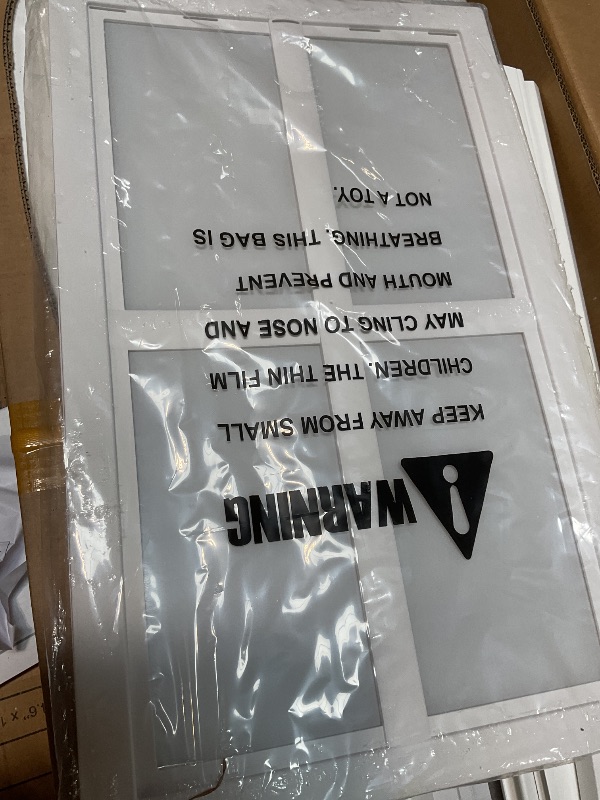 WARNING
KEEP AWAY FROM SMALL
CHILDREN. THE THIN FILM
MAY CLING TO NOSE AND
MOUTH AND PREVENT
BREATHING. THIS BAG IS
NOT A TOY.